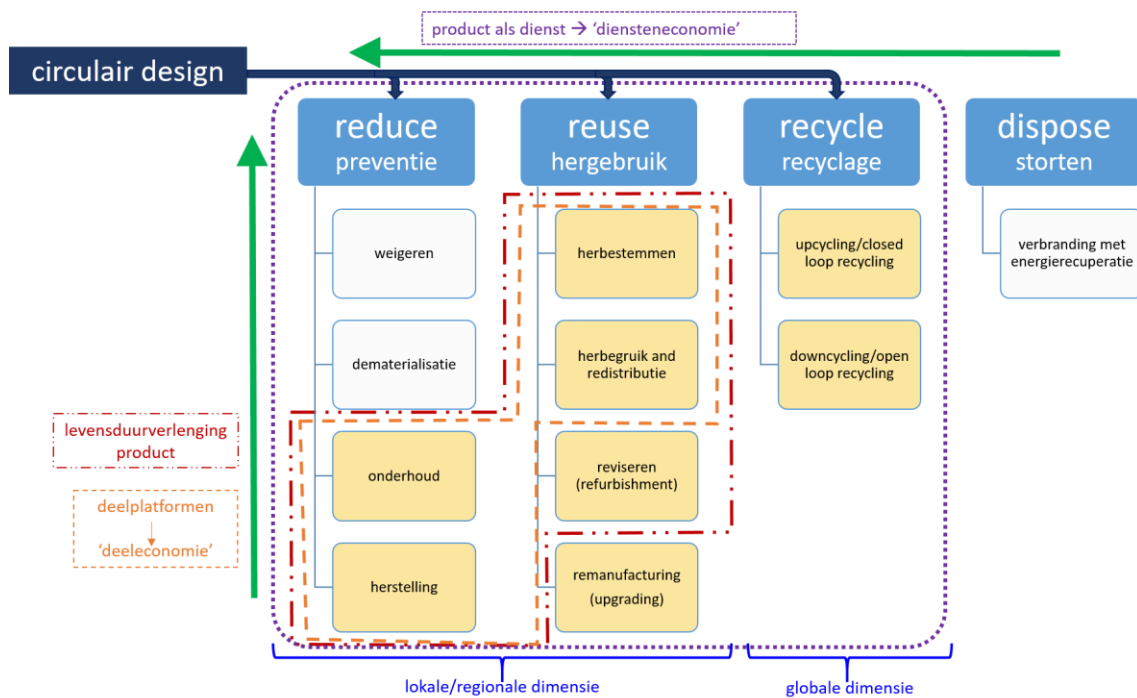 product als dienst → ‘diensteneconomie’
circulair design
reduce
preventie
reuse
hergebruik
recycle
recyclage
dispose
storten
weigeren
herbestemmen
upcycling/closed
loop recycling
verbranding met
energierecuperatie
dematerialisatie
herbegruik and
redistributie
downcycling/open
loop recycling
levensduurverlenging
product
onderhoud
reviseren
(refurbishment)
deelplatformen
‘deeleconomie’
herstelling
remanufacturing
(upgrading)
lokale/regionale dimensie
globale dimensie